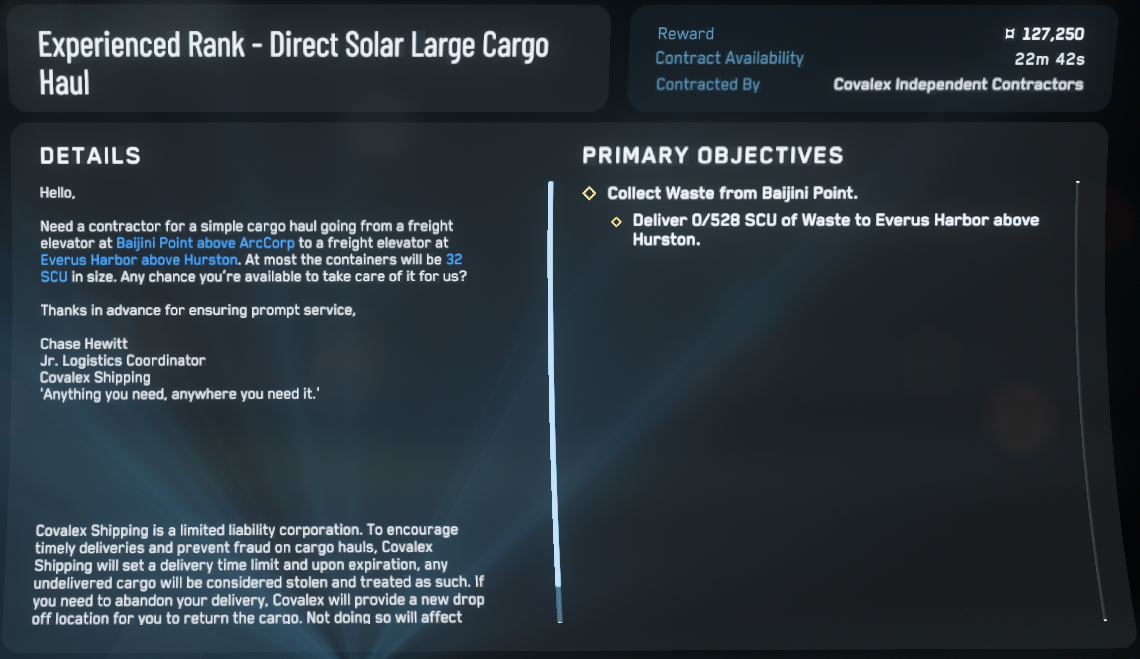 Experienced Rank - Direct Solar Large Cargo
Haul
Reward
¤ 127,250
Contract Availability
22m 42s
Contracted By
Covalex Independent Contractors
DETAILS
Hello,
Need a contractor for a simple cargo haul going from a freight
elevator at Baijini Point above ArcCorp to a freight elevator at
Everus Harbor above Hurston. At most the containers will be 32
SCU in size. Any chance you're available to take care of it for us?
Thanks in advance for ensuring prompt service,
Chase Hewitt
Jr. Logistics Coordinator
Covalex Shipping
'Anything you need, anywhere you need it.'
Covalex Shipping is a limited liability corporation. To encourage
timely deliveries and prevent fraud on cargo hauls, Covalex
Shipping will set a delivery time limit and upon expiration, any
undelivered cargo will be considered stolen and treated as such. If
you need to abandon your delivery, Covalex will provide a new drop
off location for you to return the cargo. Not doing so will affect
PRIMARY OBJECTIVES
Collect Waste from Baijini Point.
Deliver 0/528 SCU of Waste to Everus Harbor above
Hurston.